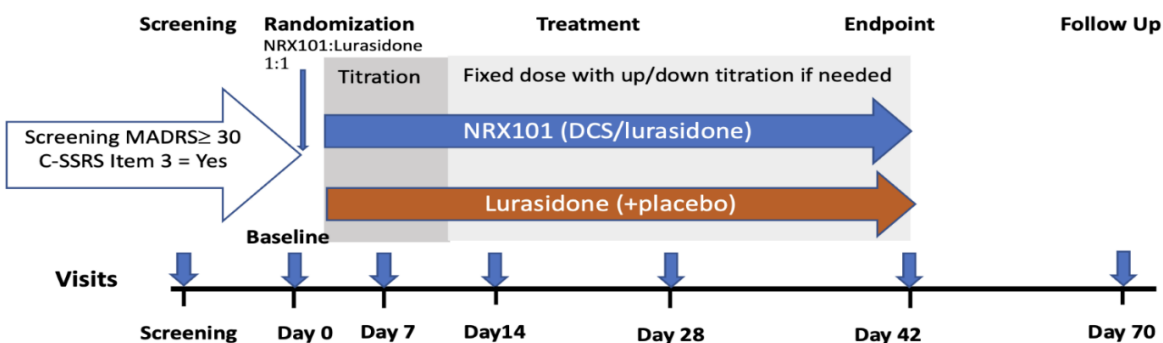 Screening Randomization Treatment Endpoint Follow Up
NRX101:Lurasidone
1:1
Titration Fixed dose with up/down titration if needed
Screening MADRS≥ 30
C-SSRS Item 3 = Yes
NRX101 (DCS/lurasidone)
Lurasidone (+placebo)
Baseline
Visits
Screening Day 0 Day 7 Day14 Day 28 Day 42 Day 70